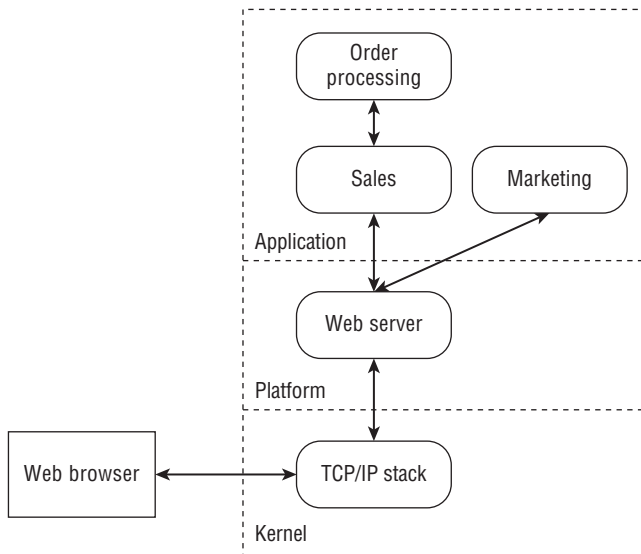 Order
processing
Sales
Marketing
Application
Web server
Platform
Web browser
TCP/IP stack
Kernel